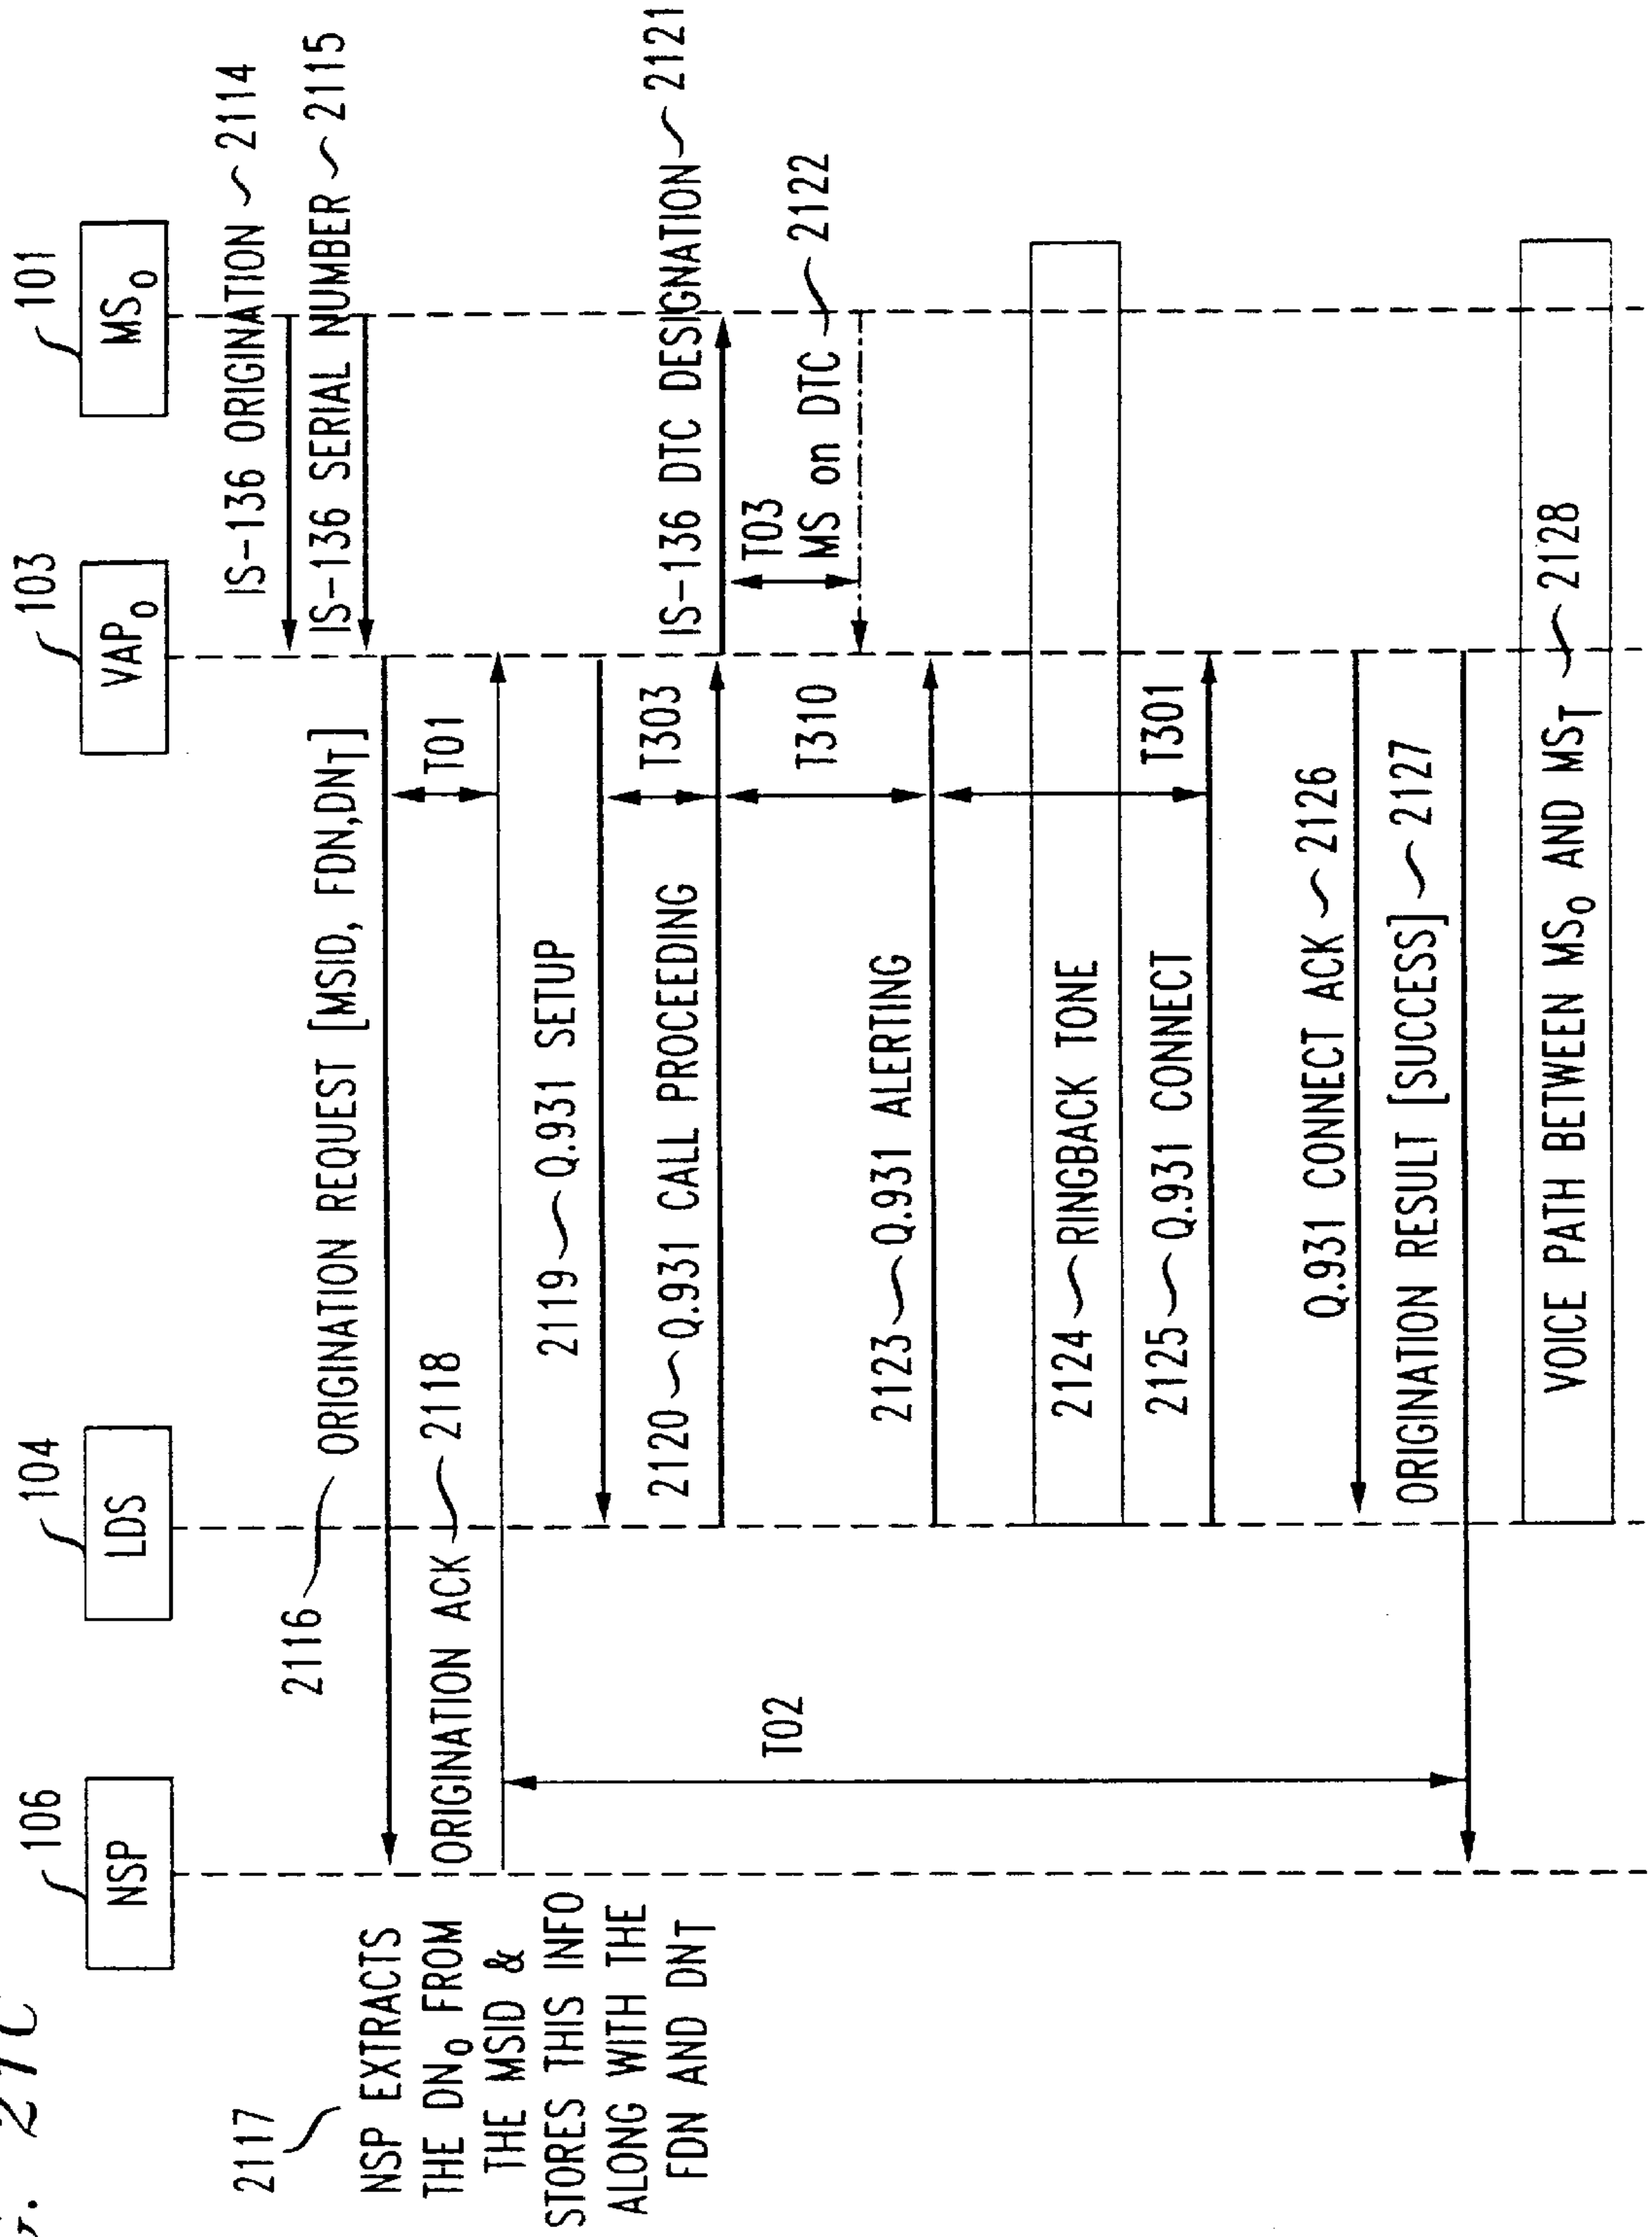 . 21C
106
NSP
104
LDS
103
VAP0
101
MS0
IS-136 ORIGINATION 2114
IS-136 SERIAL NUMBER 2115
2116 ORIGINATION REQUEST [MSID, FDN,DNT]
2117
NSP EXTRACTS
THE DN0 FROM
THE MSID &
STORES THIS INFO
ALONG WITH THE
FDN AND DNT
T01
ORIGINATION ACK 2118
2119 Q.931 SETUP
T303
2120 Q.931 CALL PROCEEDING
IS-136 DTC DESIGNATION 2121
T03
MS on DTC 2122
T310
T02
2123 Q.931 ALERTING
2124 RINGBACK TONE
T301
2125 Q.931 CONNECT
Q.931 CONNECT ACK 2126
ORIGINATION RESULT [SUCCESS] 2127
VOICE PATH BETWEEN MS0 AND MST 2128